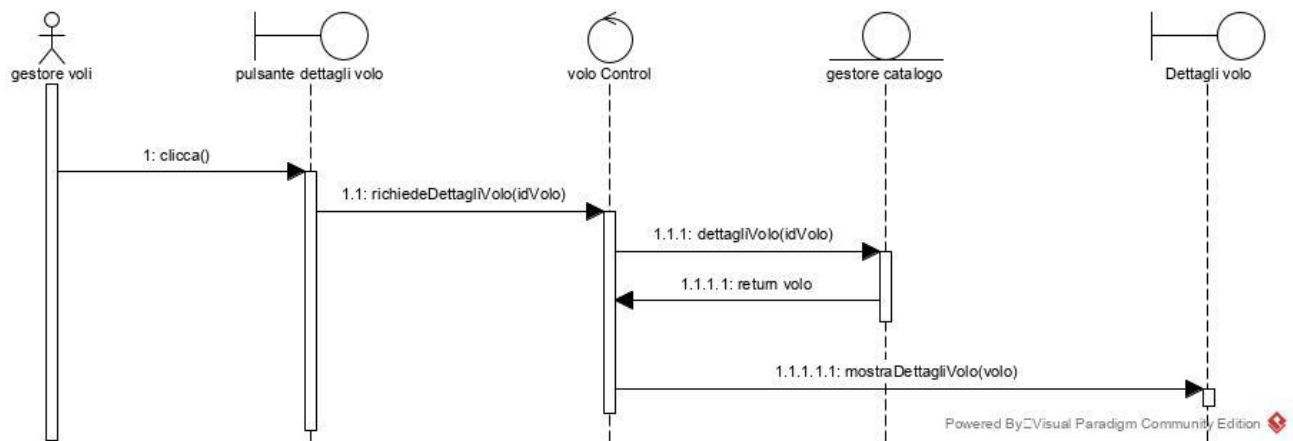 gestore voli
pulsante dettagli volo
volo Control
gestore catalogo
Dettagli volo
1: clicca()
1.1: richiedeDettagliVolo(idVolo)
1.1.1: dettagliVolo(idVolo)
1.1.1.1: return volo
1.1.1.1.1: mostraDettagliVolo(volo)
Powered By Visual Paradigm Community Edition